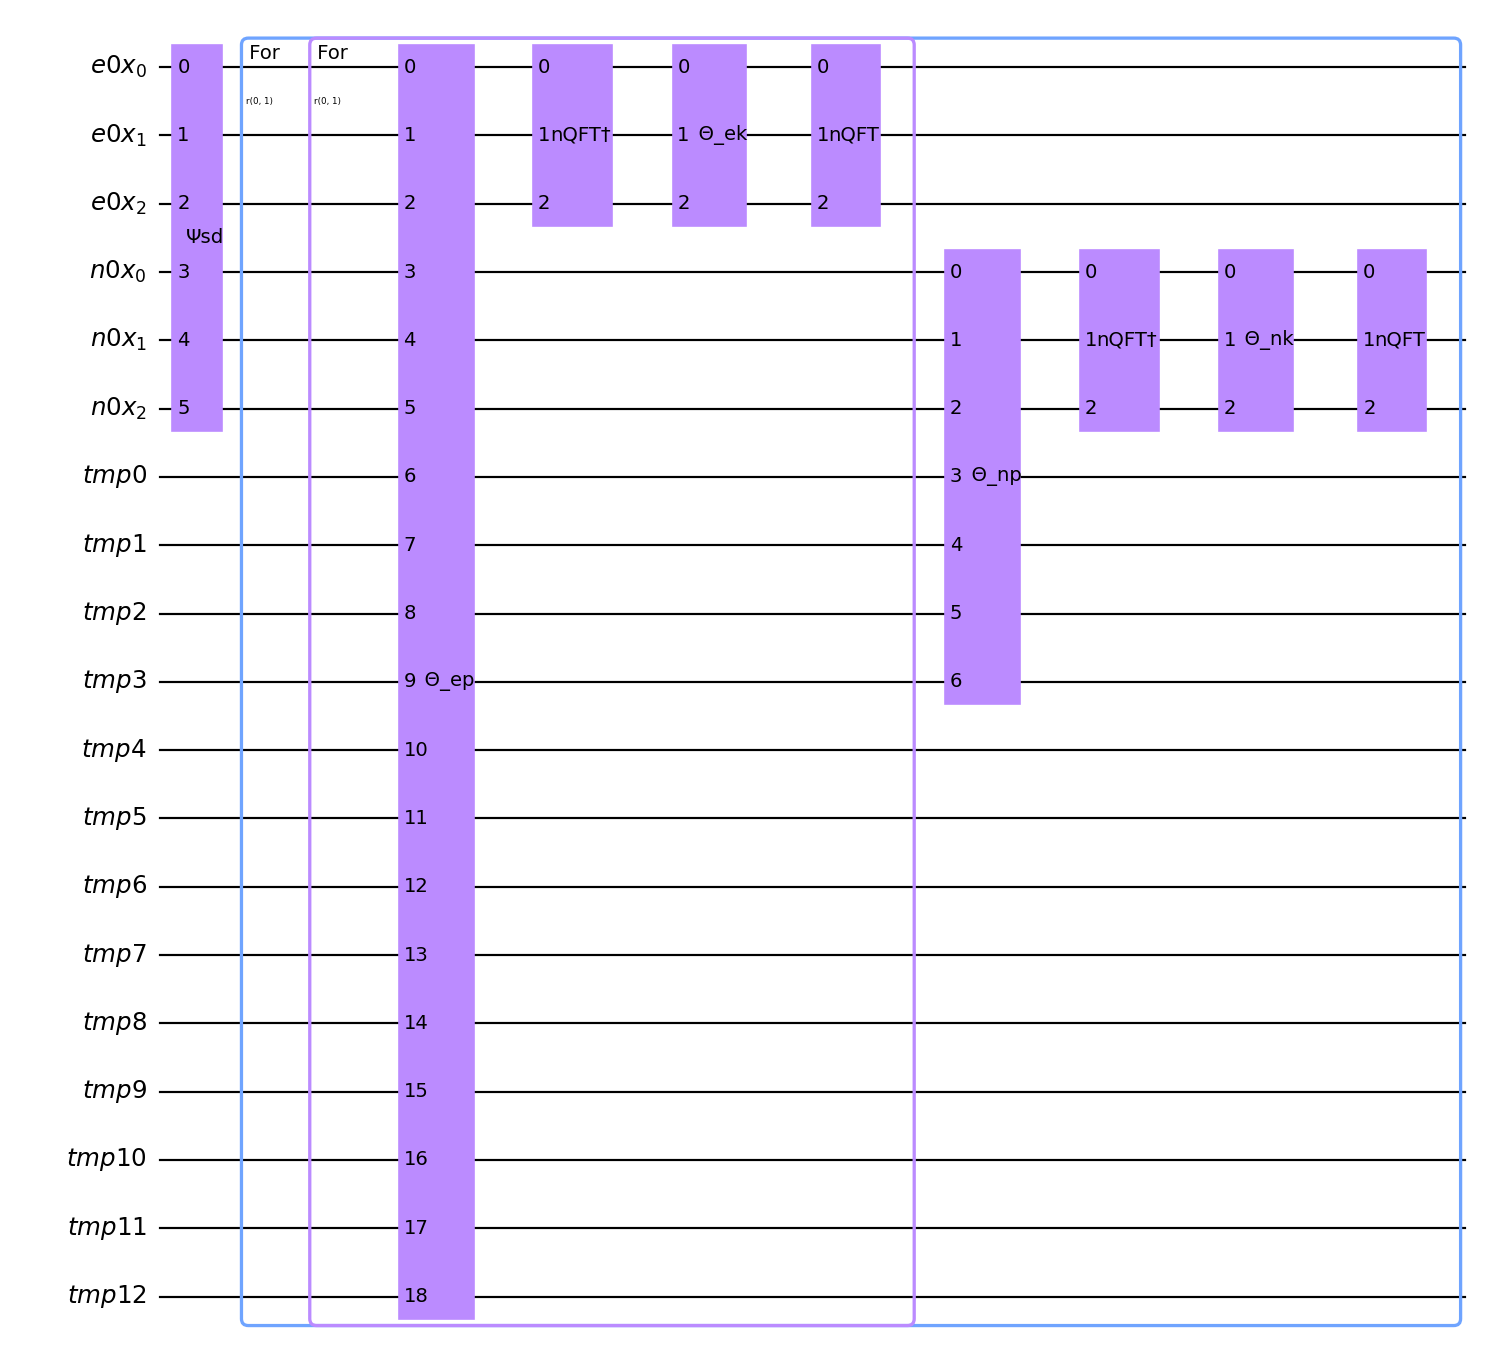 For For
e0x0 0 0 0 0 0
r(0, 1) r(0, 1)
e0x1 1 1 1nQFT† 1 Θ_ek 1nQFT
e0x2 2 2 2 2 2
Ψsd
n0x0 3 3 0 0 0 0
n0x1 4 4 1 1nQFT† 1 Θ_nk 1nQFT
n0x2 5 5 2 2 2 2
tmp0 6 3 Θ_np
tmp1 7 4
tmp2 8 5
tmp3 9 Θ_ep 6
tmp4 10
tmp5 11
tmp6 12
tmp7 13
tmp8 14
tmp9 15
tmp10 16
tmp11 17
tmp12 18